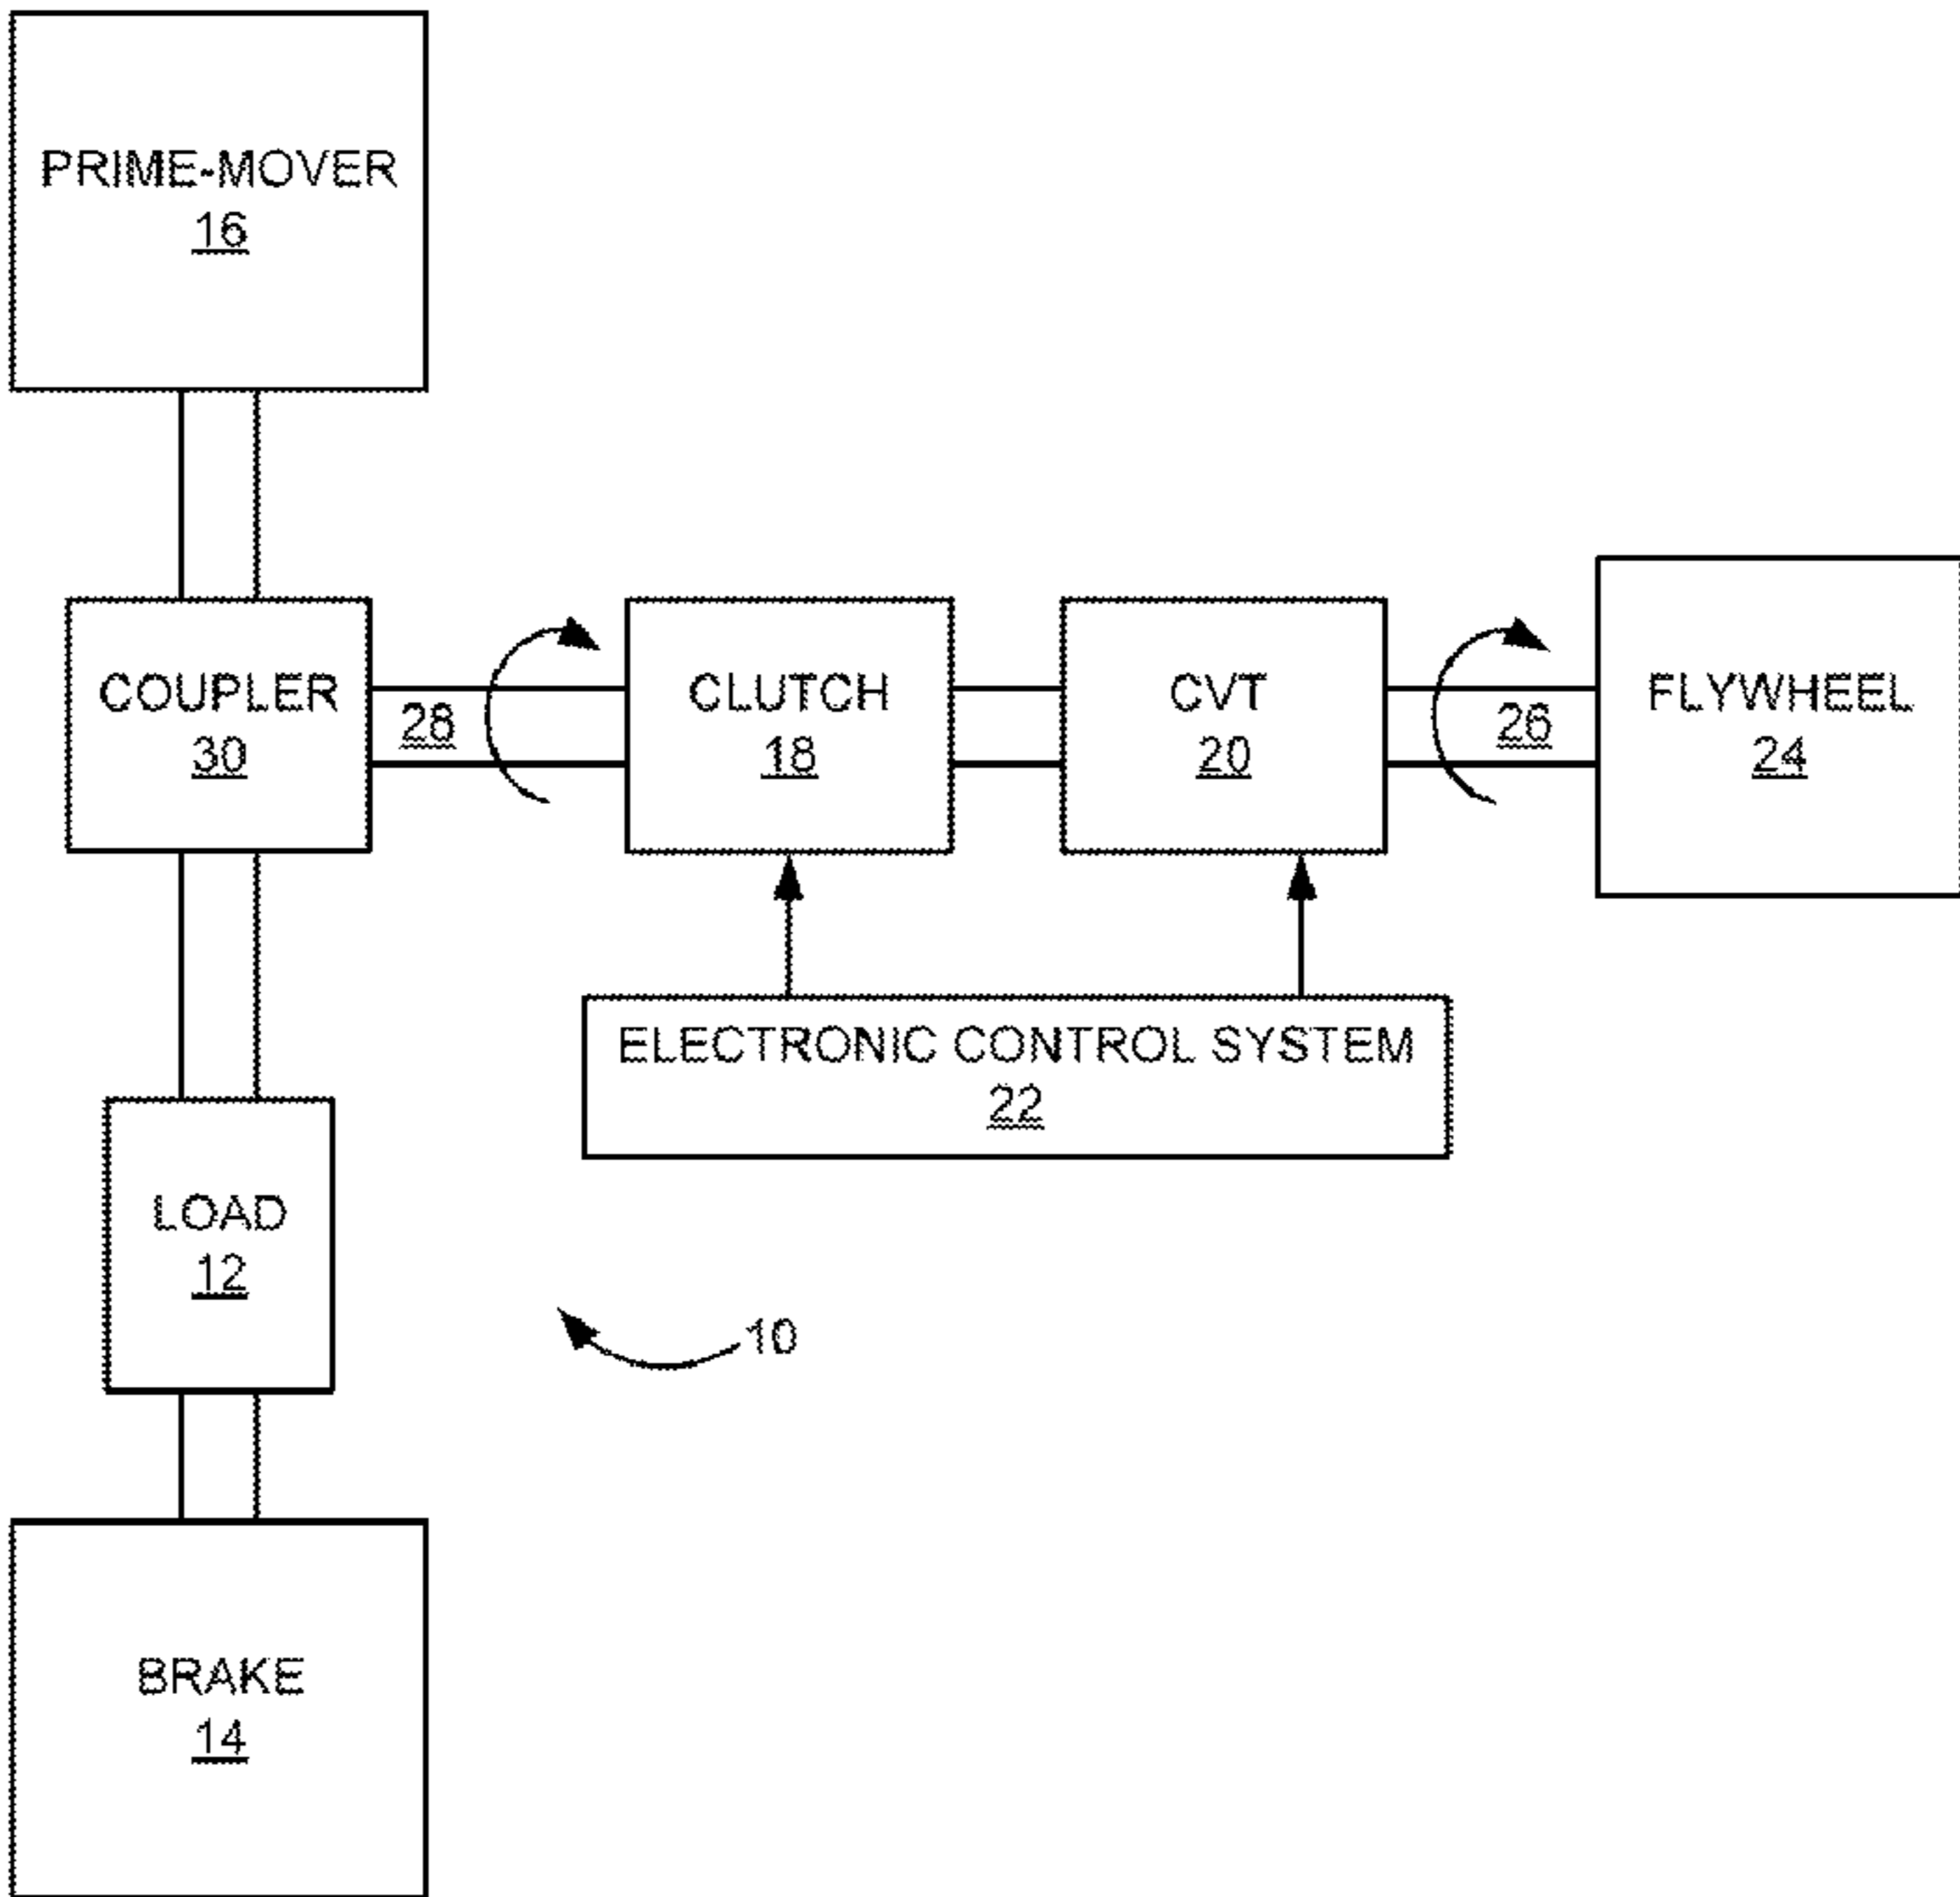 PRIME-MOVER
16
COUPLER
30
28
CLUTCH
18
CVT
20
26
FLYWHEEL
24
ELECTRONIC CONTROL SYSTEM
22
LOAD
12
10
BRAKE
14